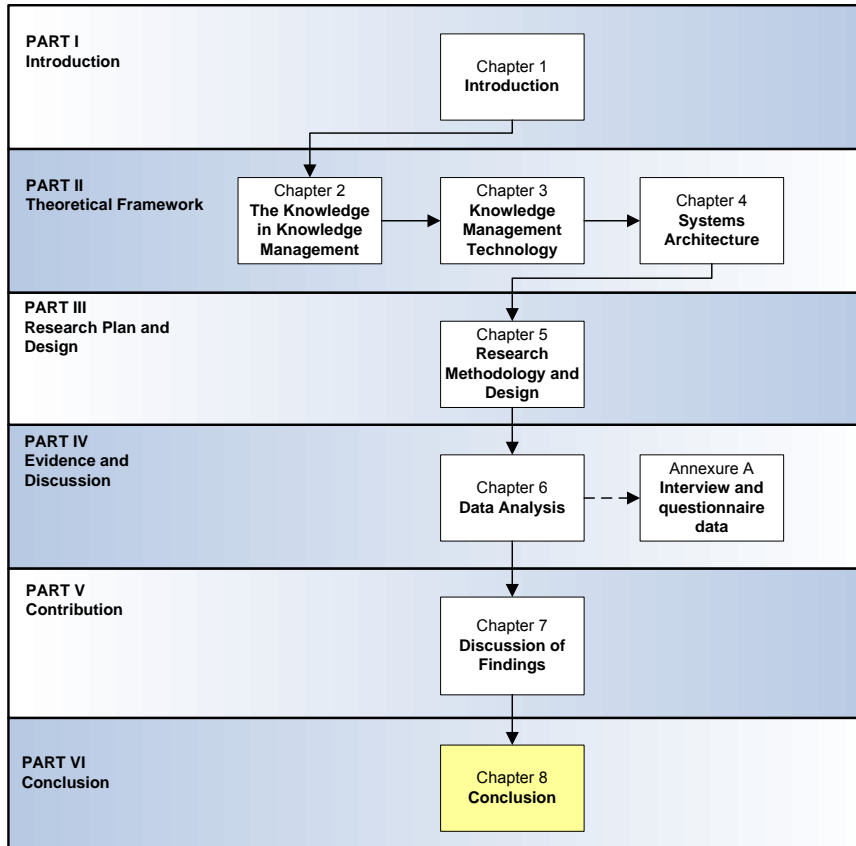 PART I
Introduction
Chapter 1
Introduction
PART II
Theoretical Framework
Chapter 2
The Knowledge
in Knowledge
Management
Chapter 3
Knowledge
Management
Technology
Chapter 4
Systems
Architecture
PART III
Research Plan and
Design
Chapter 5
Research
Methodology and
Design
PART IV
Evidence and
Discussion
Chapter 6
Data Analysis
Annexure A
Interview and
questionnaire
data
PART V
Contribution
Chapter 7
Discussion of
Findings
PART VI
Conclusion
Chapter 8
Conclusion